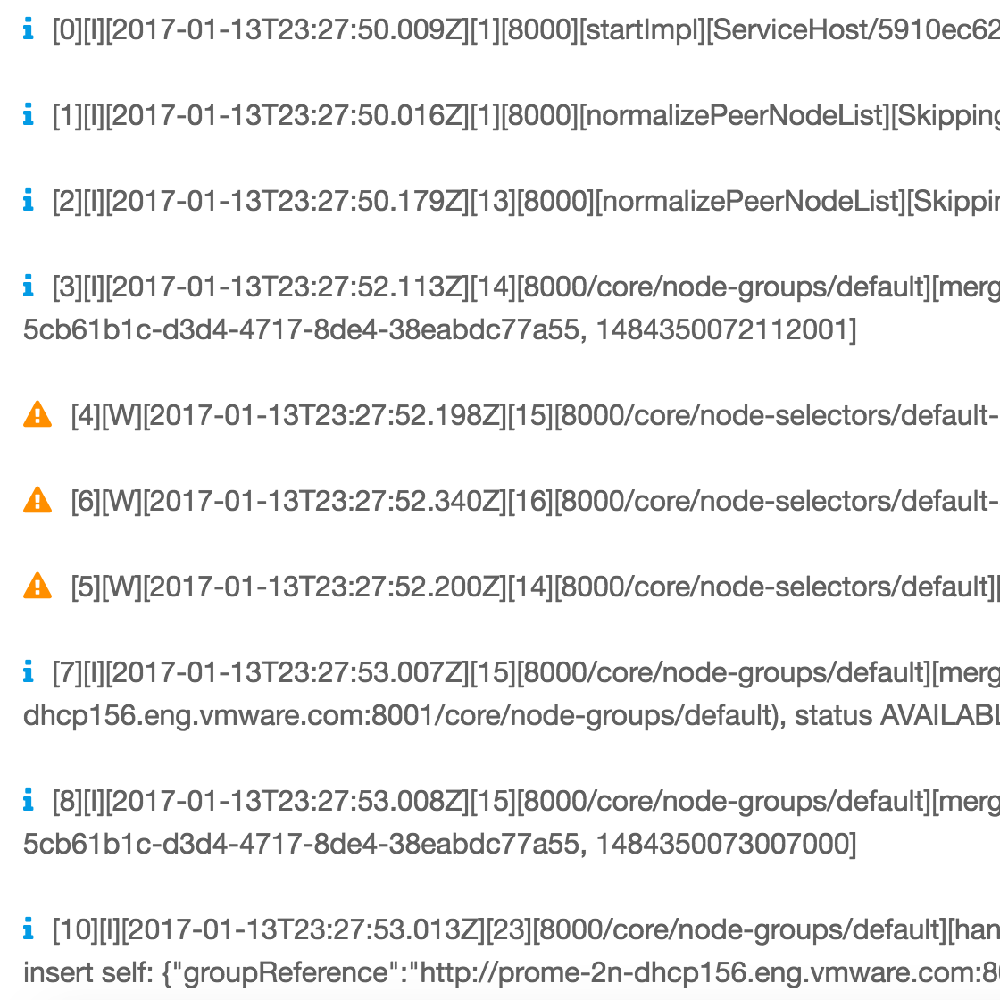 [0][I][2017-01-13T23:27:50.009Z][1][8000][startImpl][ServiceHost/5910ec62
[1][I][2017-01-13T23:27:50.016Z][1][8000][normalizePeerNodeList][Skipping
[2][I][2017-01-13T23:27:50.179Z][13][8000][normalizePeerNodeList][Skippin
[3][I][2017-01-13T23:27:52.113Z][14][8000/core/node-groups/default][merg
5cb61b1c-d3d4-4717-8de4-38eabdc77a55, 1484350072112001]
[4][W][2017-01-13T23:27:52.198Z][15][8000/core/node-selectors/default-
[6][W][2017-01-13T23:27:52.340Z][16][8000/core/node-selectors/default-
[5][W][2017-01-13T23:27:52.200Z][14][8000/core/node-selectors/default][
[7][I][2017-01-13T23:27:53.007Z][15][8000/core/node-groups/default][merg
dhcp156.eng.vmware.com:8001/core/node-groups/default), status AVAILABL
[8][I][2017-01-13T23:27:53.008Z][15][8000/core/node-groups/default][merg
5cb61b1c-d3d4-4717-8de4-38eabdc77a55, 1484350073007000]
[10][I][2017-01-13T23:27:53.013Z][23][8000/core/node-groups/default][han
insert self: {"groupReference":"http://prome-2n-dhcp156.eng.vmware.com:80